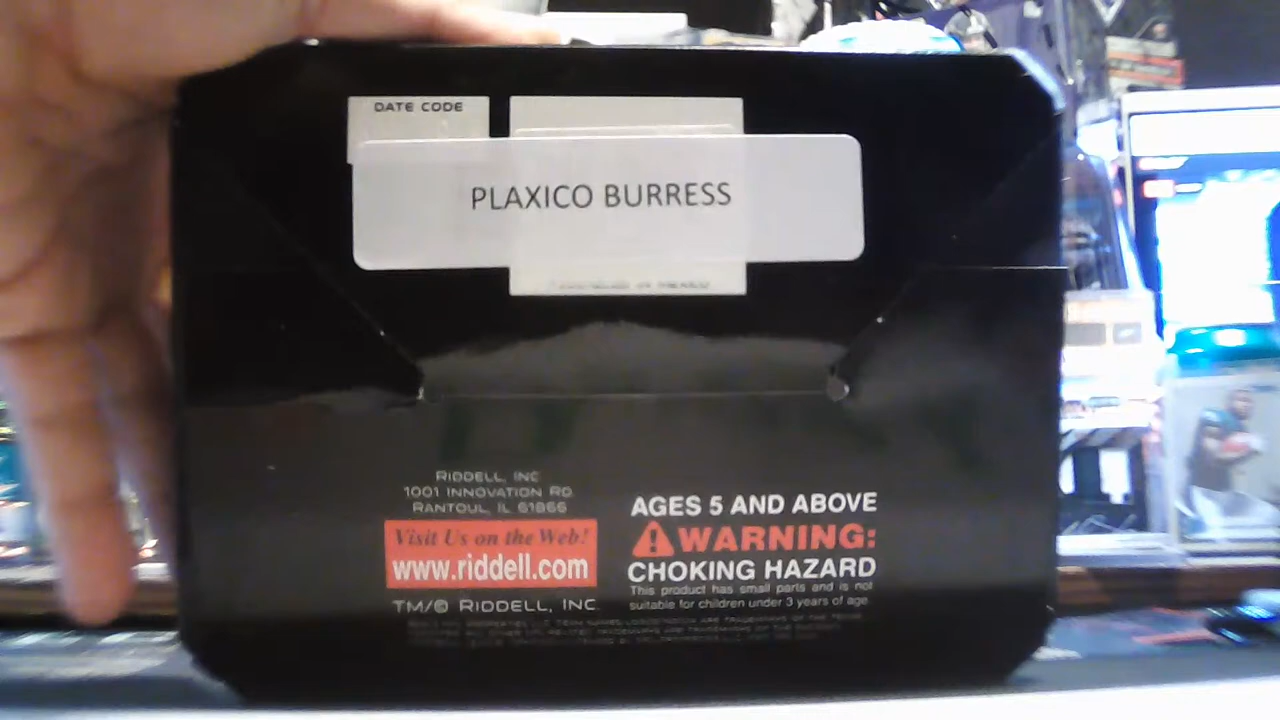 DATE CODE
PLAXICO BURRESS
RIDDELL, INC
1001 INNOVATION RD
RANTOUL, IL 61866
Visit Us on the Web!
www.riddell.com
TM/® RIDDELL, INC
AGES 5 AND ABOVE
WARNING:
CHOKING HAZARD
This product has small parts and is not
suitable for children under 3 years of age